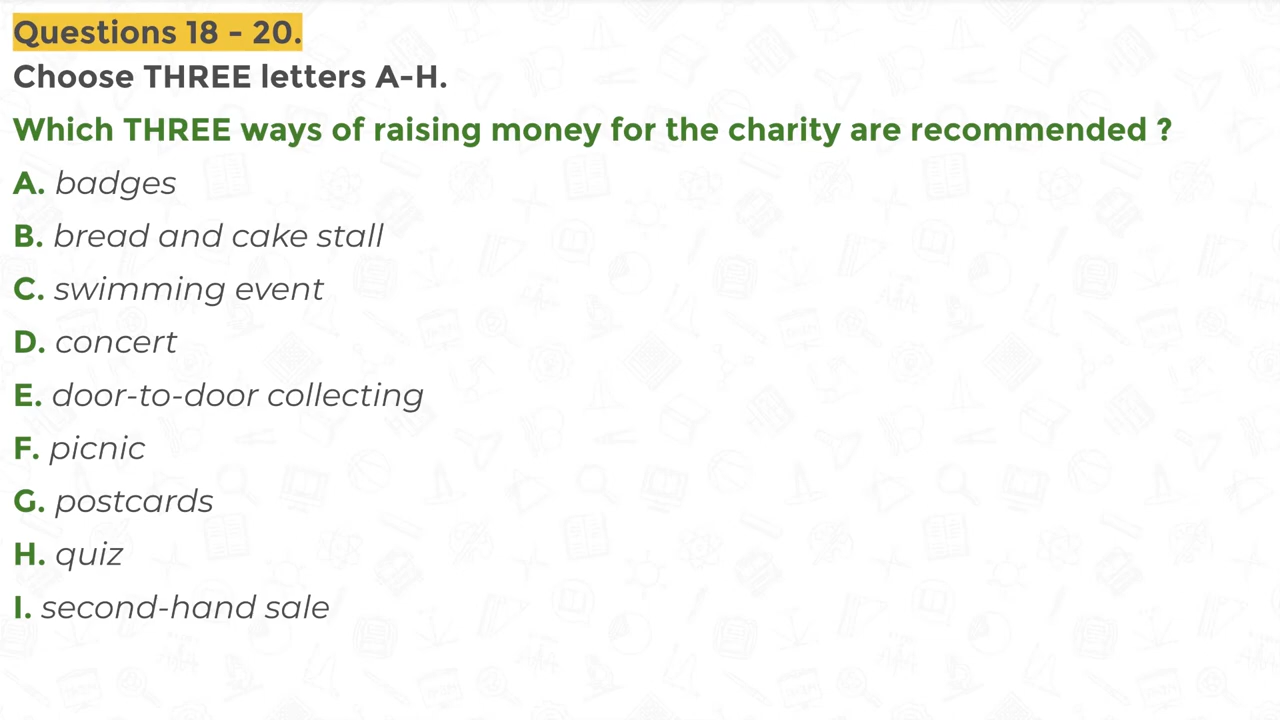 Questions 18 - 20.
Choose THREE letters A-H.
Which THREE ways of raising money for the charity are recommended ?
A. badges
B. bread and cake stall
C. swimming event
D. concert
E. door-to-door collecting
F. picnic
G. postcards
H. quiz
I. second-hand sale